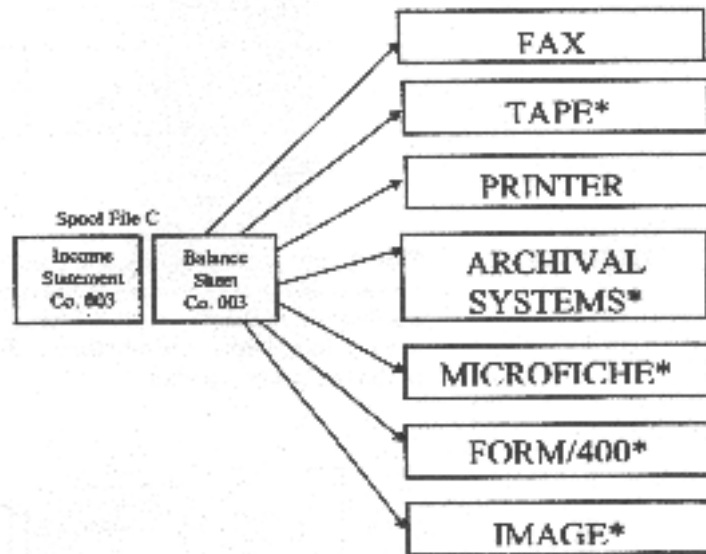 FAX
TAPE*
PRINTER
Spool File C
Income
Statement
Co. 003
Balance
Sheet
Co. 003
ARCHIVAL
SYSTEMS*
MICROFICHE*
FORM/400*
IMAGE*